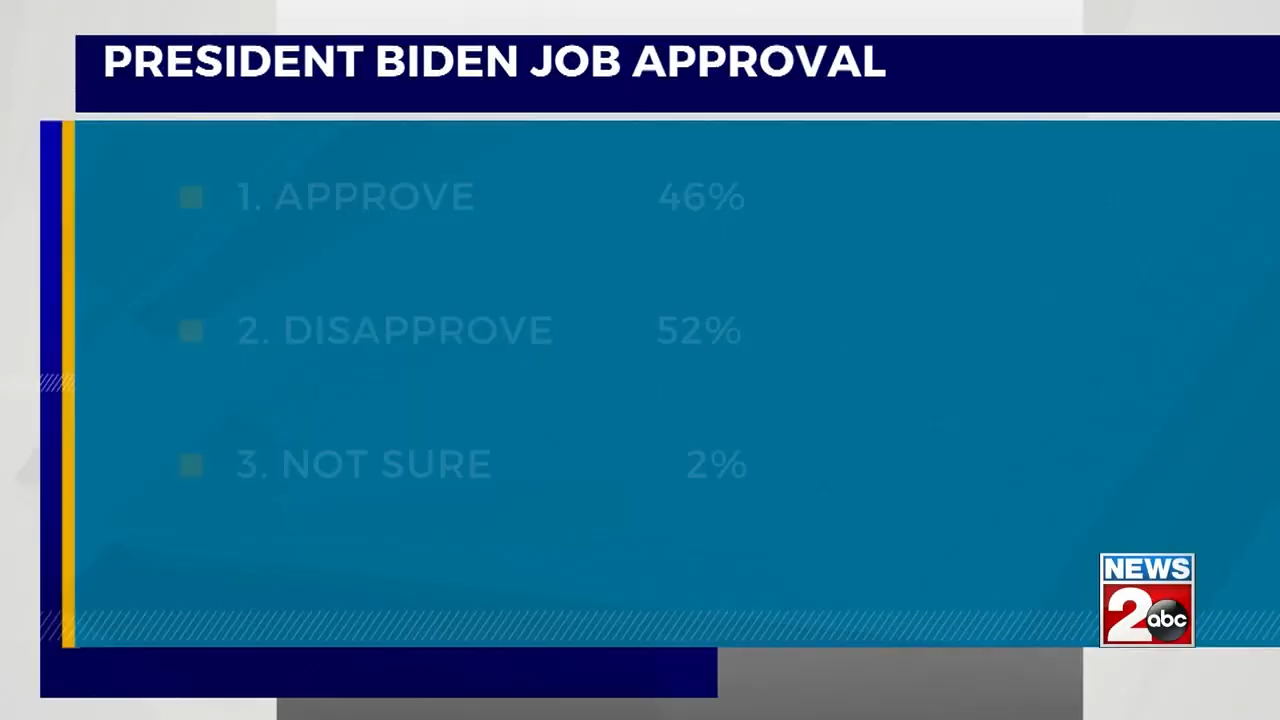 PRESIDENT BIDEN JOB APPROVAL
1. APPROVE 46%
2. DISAPPROVE 52%
3. NOT SURE 2%
NEWS
2 abc